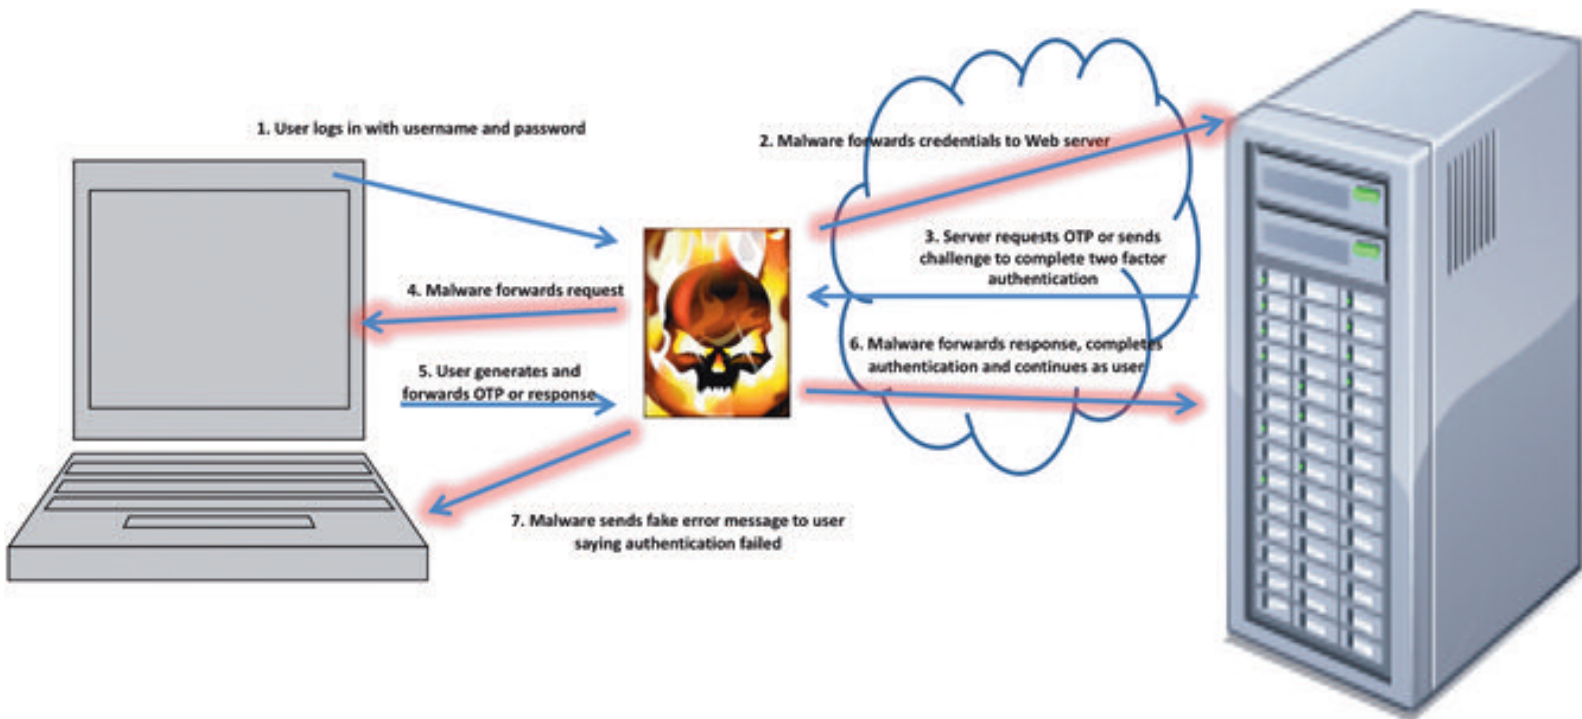 1. User logs in with username and password
2. Malware forwards credentials to Web server
3. Server requests OTP or sends
challenge to complete two factor
authentication
4. Malware forwards request
5. User generates and
forwards OTP or response
6. Malware forwards response, completes
authentication and continues as user
7. Malware sends fake error message to user
saying authentication failed